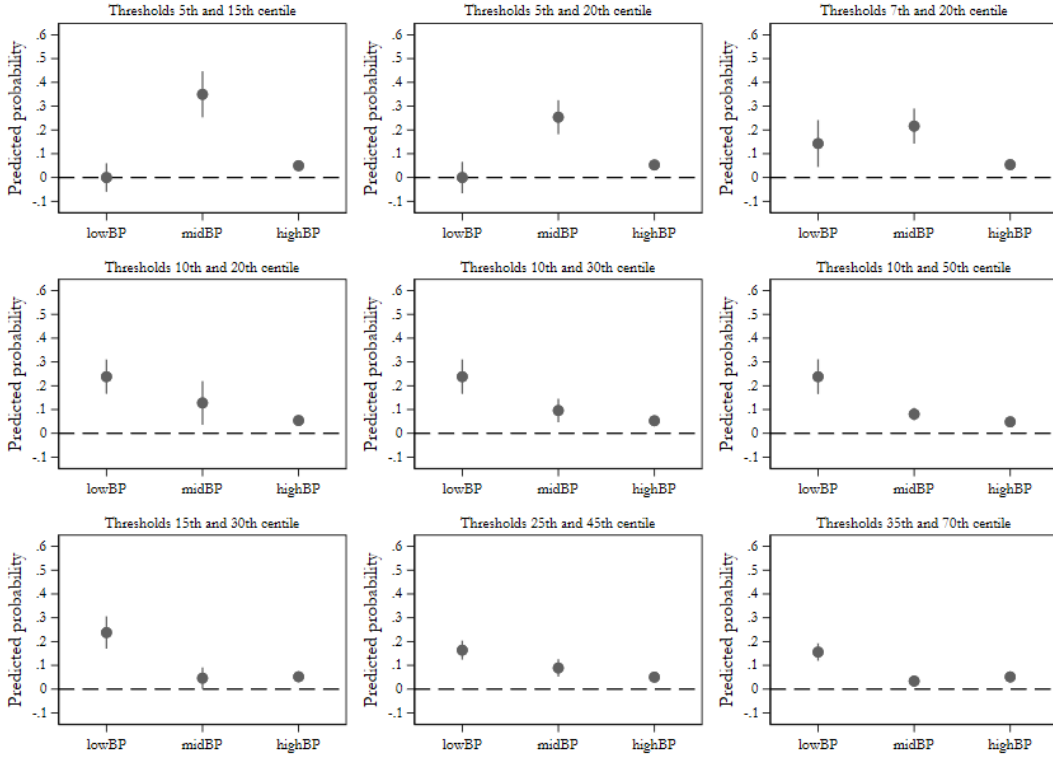 Thresholds 5th and 15th centile
Predicted probability
.6
.5
.4
.3
.2
.1
0
-.1
lowBP midBP highBP
Thresholds 5th and 20th centile
Predicted probability
.6
.5
.4
.3
.2
.1
0
-.1
lowBP midBP highBP
Thresholds 7th and 20th centile
Predicted probability
.6
.5
.4
.3
.2
.1
0
-.1
lowBP midBP highBP
Thresholds 10th and 20th centile
Predicted probability
.6
.5
.4
.3
.2
.1
0
-.1
lowBP midBP highBP
Thresholds 10th and 30th centile
Predicted probability
.6
.5
.4
.3
.2
.1
0
-.1
lowBP midBP highBP
Thresholds 10th and 50th centile
Predicted probability
.6
.5
.4
.3
.2
.1
0
-.1
lowBP midBP highBP
Thresholds 15th and 30th centile
Predicted probability
.6
.5
.4
.3
.2
.1
0
-.1
lowBP midBP highBP
Thresholds 25th and 45th centile
Predicted probability
.6
.5
.4
.3
.2
.1
0
-.1
lowBP midBP highBP
Thresholds 35th and 70th centile
Predicted probability
.6
.5
.4
.3
.2
.1
0
-.1
lowBP midBP highBP